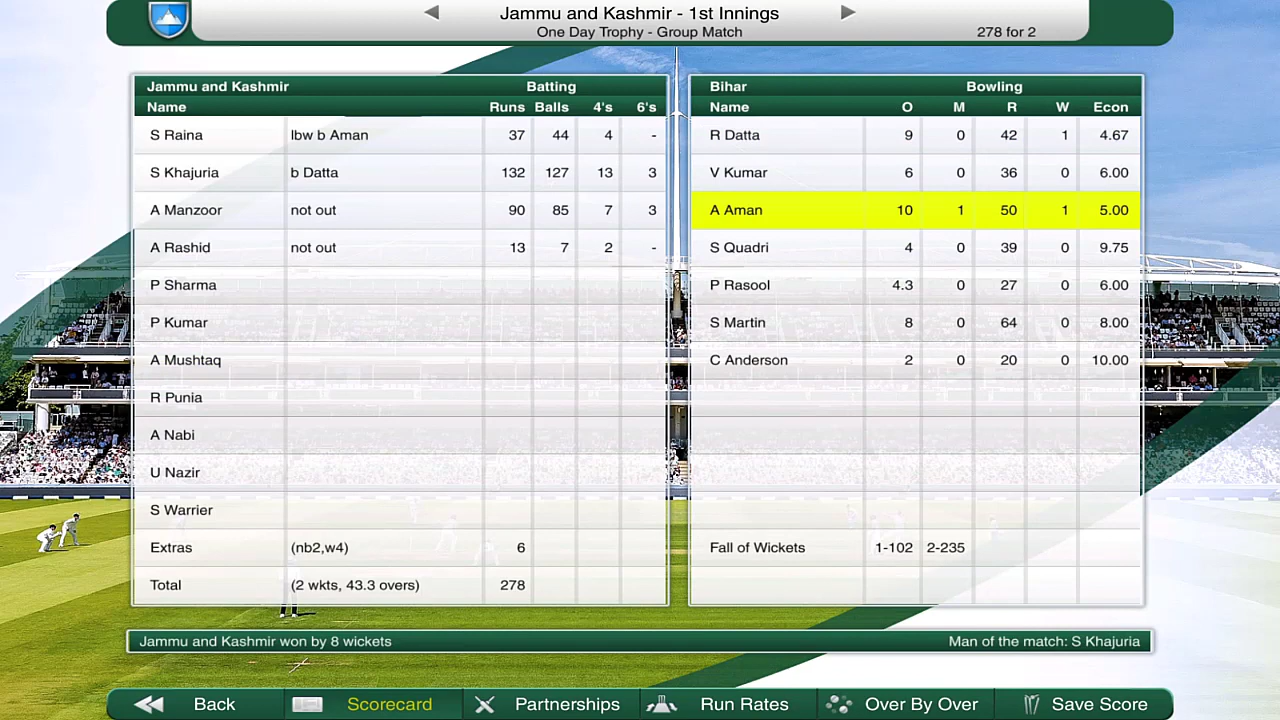 Jammu and Kashmir - 1st Innings
One Day Trophy - Group Match 278 for 2
Jammu and Kashmir Batting
Name Runs Balls 4's 6's
S Raina lbw b Aman 37 44 4 -
S Khajuria b Datta 132 127 13 3
A Manzoor not out 90 85 7 3
A Rashid not out 13 7 2 -
P Sharma
P Kumar
A Mushtaq
R Punia
A Nabi
U Nazir
S Warrier
Extras (nb2,w4) 6
Total (2 wkts, 43.3 overs) 278
Bihar Bowling
Name O M R W Econ
R Datta 9 0 42 1 4.67
V Kumar 6 0 36 0 6.00
A Aman 10 1 50 1 5.00
S Quadri 4 0 39 0 9.75
P Rasool 4.3 0 27 0 6.00
S Martin 8 0 64 0 8.00
C Anderson 2 0 20 0 10.00
Fall of Wickets 1-102 2-235
Jammu and Kashmir won by 8 wickets Man of the match: S Khajuria
Back Scorecard Partnerships Run Rates Over By Over Save Score